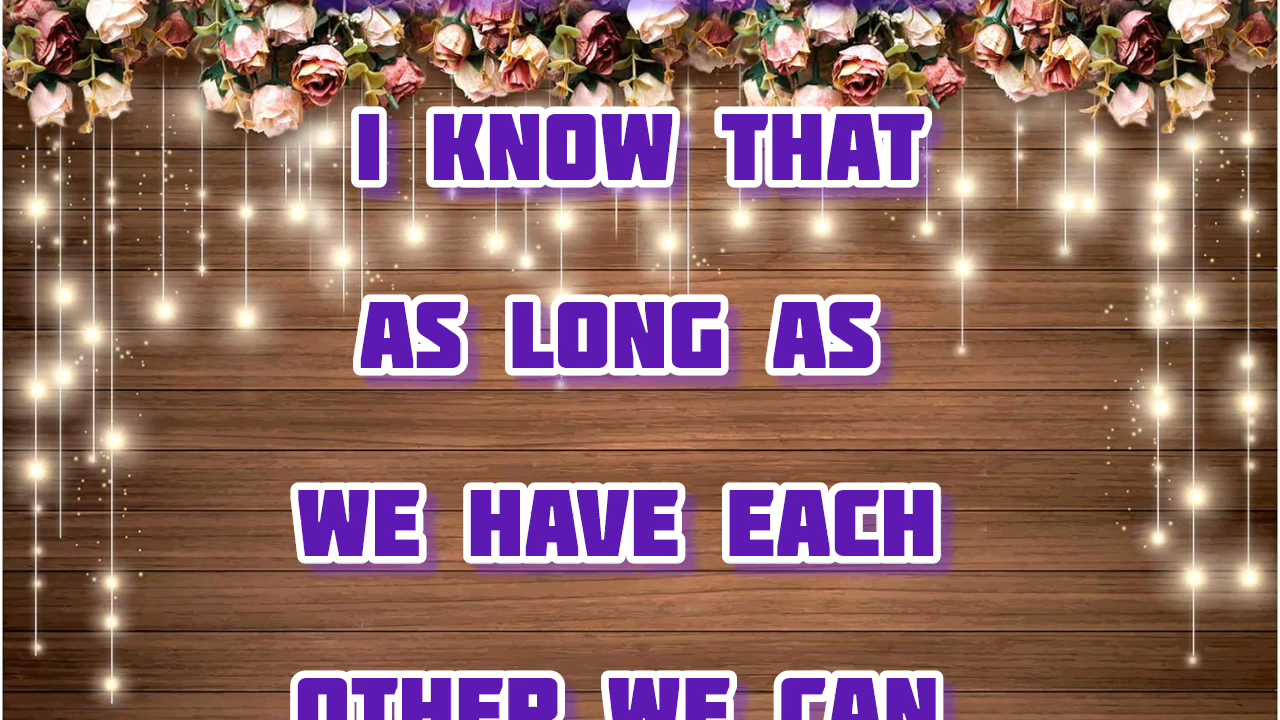 I KNOW THAT
AS LONG AS
WE HAVE EACH
OTHER WE CAN